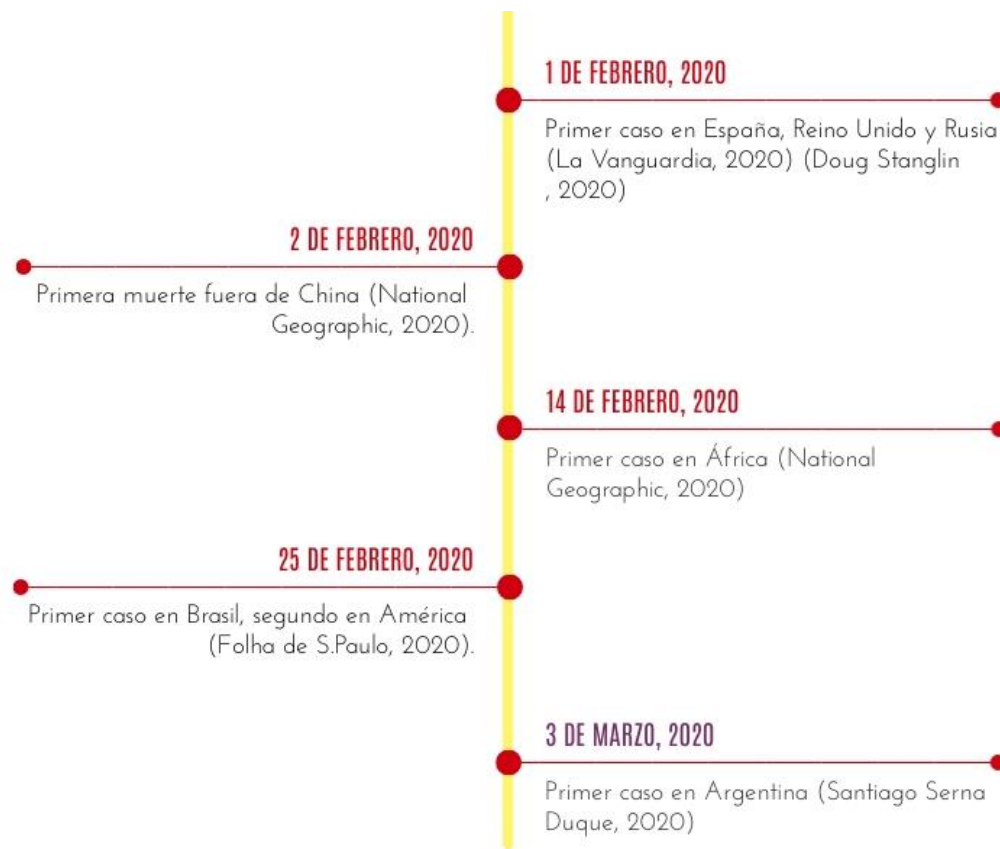 1 DE FEBRERO, 2020
Primer caso en España, Reino Unido y Rusia
(La Vanguardia, 2020) (Doug Stanglin
, 2020)
2 DE FEBRERO, 2020
Primera muerte fuera de China (National
Geographic, 2020).
14 DE FEBRERO, 2020
Primer caso en África (National
Geographic, 2020)
25 DE FEBRERO, 2020
Primer caso en Brasil, segundo en América
(Folha de S.Paulo, 2020).
3 DE MARZO, 2020
Primer caso en Argentina (Santiago Serna
Duque, 2020)